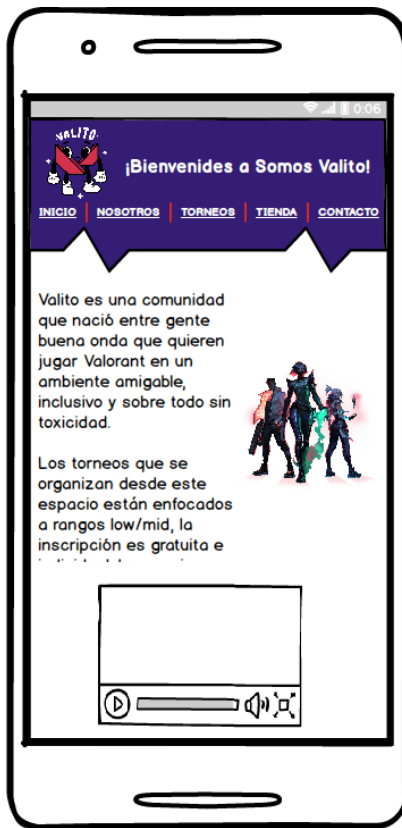 0:06
VALITO
¡Bienvenides a Somos Valito!
INICIO NOSOTROS TORNEOS TIENDA CONTACTO
Valito es una comunidad
que nació entre gente
buena onda que quieren
jugar Valorant en un
ambiente amigable,
inclusivo y sobre todo sin
toxicidad.
Los torneos que se
organizan desde este
espacio están enfocados
a rangos low/mid, la
inscripción es gratuita e